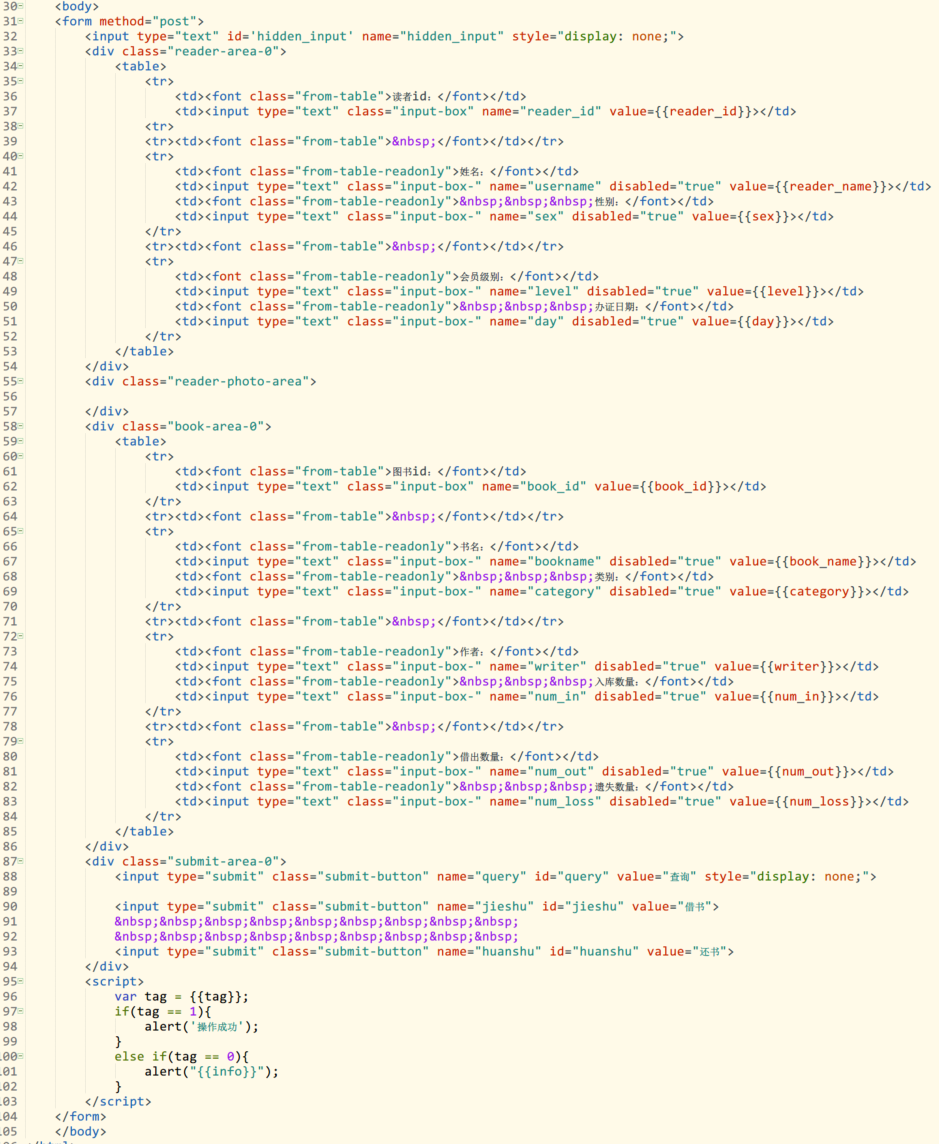 30 <body>
31 <form method="post">
32 <input type="text" id='hidden_input' name="hidden_input" style="display: none;">
33 <div class="reader-area-0">
34 <table>
35 <tr>
36 <td><font class="from-table">读者id：</font></td>
37 <td><input type="text" class="input-box" name="reader_id" value={{reader_id}}></td>
38 <tr>
39 <tr><td><font class="from-table">&nbsp;</font></td></tr>
40 <tr>
41 <td><font class="from-table-readonly">姓名：</font></td>
42 <td><input type="text" class="input-box-" name="username" disabled="true" value={{reader_name}}></td>
43 <td><font class="from-table-readonly">&nbsp;&nbsp;&nbsp;性别：</font></td>
44 <td><input type="text" class="input-box-" name="sex" disabled="true" value={{sex}}></td>
45 </tr>
46 <tr><td><font class="from-table">&nbsp;</font></td></tr>
47 <tr>
48 <td><font class="from-table-readonly">会员级别：</font></td>
49 <td><input type="text" class="input-box-" name="level" disabled="true" value={{level}}></td>
50 <td><font class="from-table-readonly">&nbsp;&nbsp;&nbsp;办证日期：</font></td>
51 <td><input type="text" class="input-box-" name="day" disabled="true" value={{day}}></td>
52 </tr>
53 </table>
54 </div>
55 <div class="reader-photo-area">
56
57 </div>
58 <div class="book-area-0">
59 <table>
60 <tr>
61 <td><font class="from-table">图书id：</font></td>
62 <td><input type="text" class="input-box" name="book_id" value={{book_id}}></td>
63 </tr>
64 <tr><td><font class="from-table">&nbsp;</font></td></tr>
65 <tr>
66 <td><font class="from-table-readonly">书名：</font></td>
67 <td><input type="text" class="input-box-" name="bookname" disabled="true" value={{book_name}}></td>
68 <td><font class="from-table-readonly">&nbsp;&nbsp;&nbsp;类别：</font></td>
69 <td><input type="text" class="input-box-" name="category" disabled="true" value={{category}}></td>
70 </tr>
71 <tr><td><font class="from-table">&nbsp;</font></td></tr>
72 <tr>
73 <td><font class="from-table-readonly">作者：</font></td>
74 <td><input type="text" class="input-box-" name="writer" disabled="true" value={{writer}}></td>
75 <td><font class="from-table-readonly">&nbsp;&nbsp;&nbsp;入库数量：</font></td>
76 <td><input type="text" class="input-box-" name="num_in" disabled="true" value={{num_in}}></td>
77 </tr>
78 <tr><td><font class="from-table">&nbsp;</font></td></tr>
79 <tr>
80 <td><font class="from-table-readonly">借出数量：</font></td>
81 <td><input type="text" class="input-box-" name="num_out" disabled="true" value={{num_out}}></td>
82 <td><font class="from-table-readonly">&nbsp;&nbsp;&nbsp;遗失数量：</font></td>
83 <td><input type="text" class="input-box-" name="num_loss" disabled="true" value={{num_loss}}></td>
84 </tr>
85 </table>
86 </div>
87 <div class="submit-area-0">
88 <input type="submit" class="submit-button" name="query" id="query" value="查询" style="display: none;">
89
90 <input type="submit" class="submit-button" name="jieshu" id="jieshu" value="借书">
91 &nbsp;&nbsp;&nbsp;&nbsp;&nbsp;&nbsp;&nbsp;&nbsp;&nbsp;
92 &nbsp;&nbsp;&nbsp;&nbsp;&nbsp;&nbsp;&nbsp;&nbsp;&nbsp;
93 <input type="submit" class="submit-button" name="huanshu" id="huanshu" value="还书">
94 </div>
95 <script>
96 var tag = {{tag}};
97 if(tag == 1){
98 alert('操作成功');
99 }
00 else if(tag == 0){
01 alert("{{info}}");
02 }
03 </script>
04 </form>
05 </body>